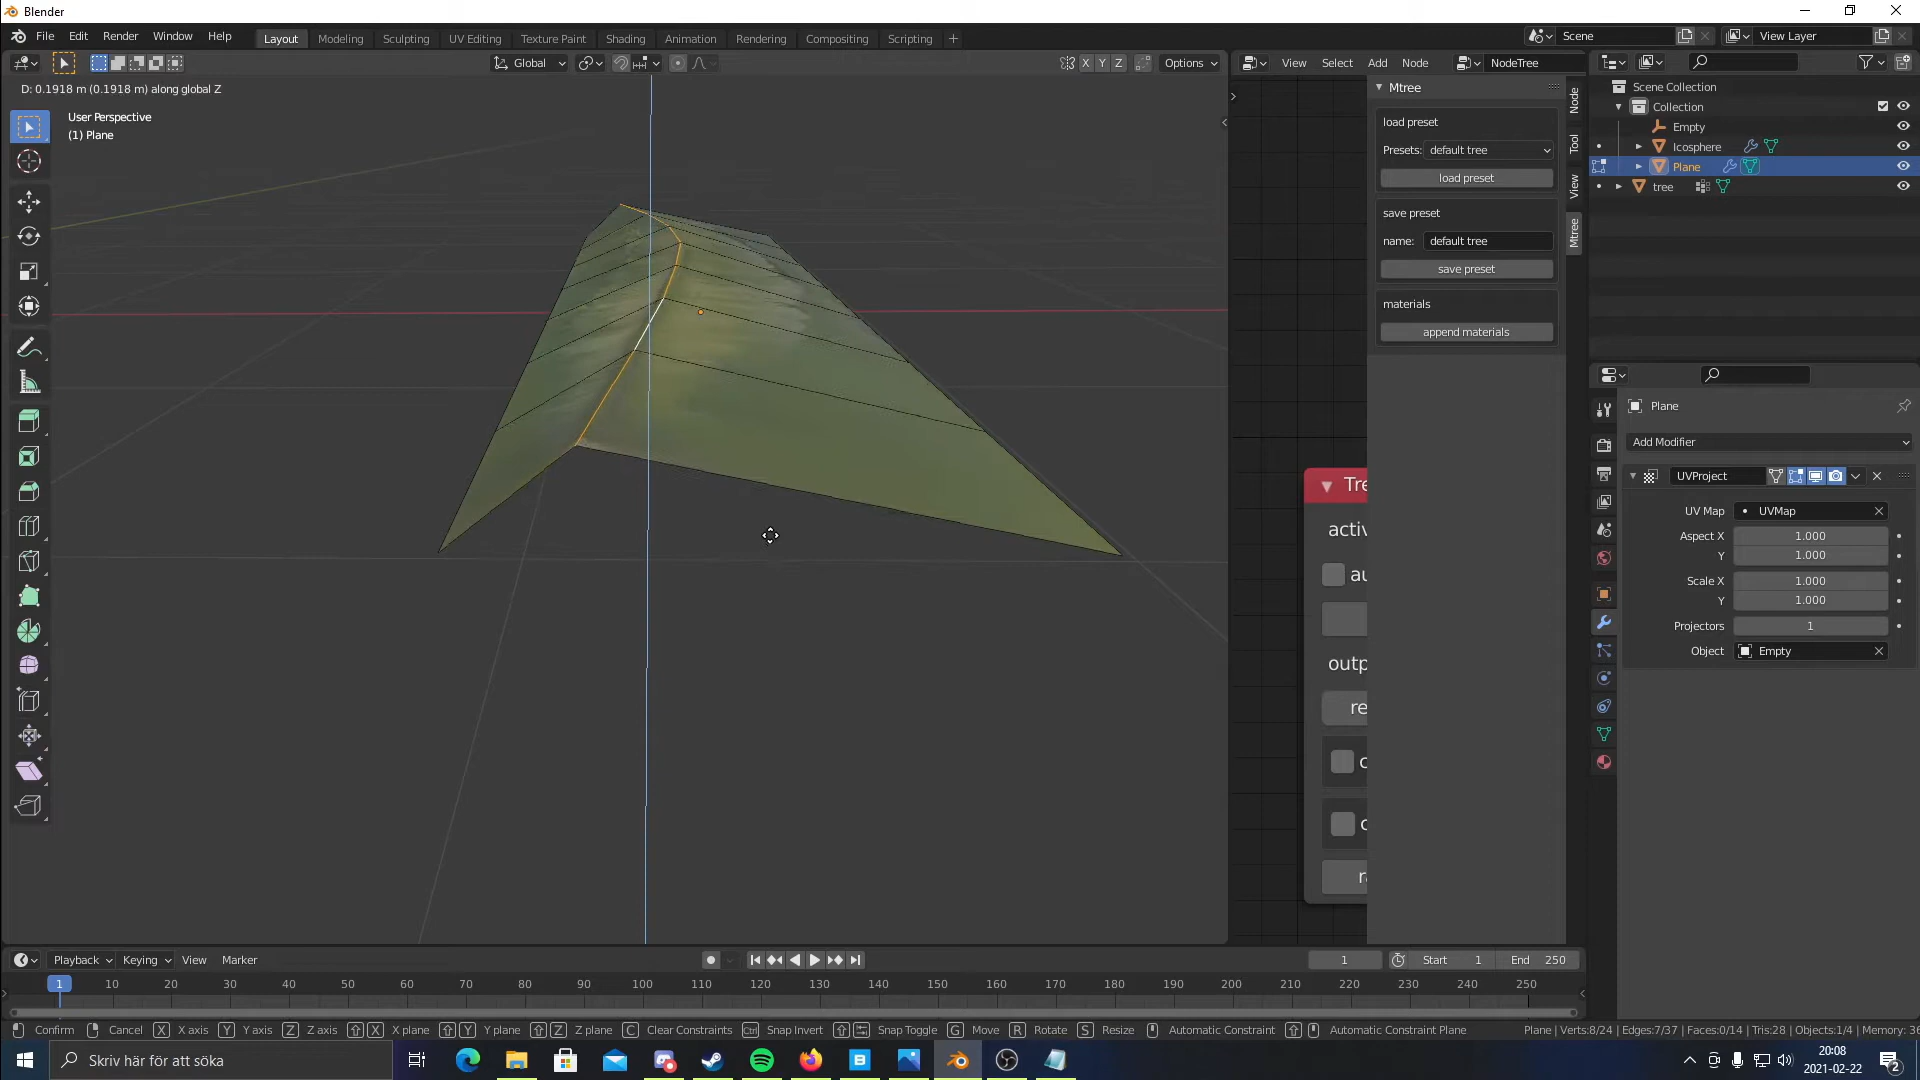 Blender
File Edit Render Window Help
Layout Modeling Sculpting UV Editing Texture Paint Shading Animation Rendering Compositing Scripting
Scene
View Layer
Global
X Y Z Options
View Select Add Node NodeTree
D: 0.1918 m (0.1918 m) along global Z
User Perspective
(1) Plane
Mtree
load preset
Presets: default tree
load preset
save preset
name: default tree
save preset
materials
append materials
Node
Tool
View
Mtree
Tre
activ
au
outp
re
c
c
ra
Scene Collection
Collection
Empty
Icosphere
Plane
tree
Plane
Add Modifier
UVProject
UV Map UVMap
Aspect X 1.000
Y 1.000
Scale X 1.000
Y 1.000
Projectors 1
Object Empty
Playback Keying View Marker
1 Start 1 End 250
1 10 20 30 40 50 60 70 80 90 100 110 120 130 140 150 160 170 180 190 200 210 220 230 240 250
Confirm Cancel X X axis Y Y axis Z Z axis X X plane Y Y plane Z Z plane C Clear Constraints Ctrl Snap Invert Snap Toggle G Move R Rotate S Resize Automatic Constraint Automatic Constraint Plane
Plane | Verts:8/24 | Edges:7/37 | Faces:0/14 | Tris:28 | Objects:1/4 | Memory: 36
Skriv här för att söka
20:08
2021-02-22
2